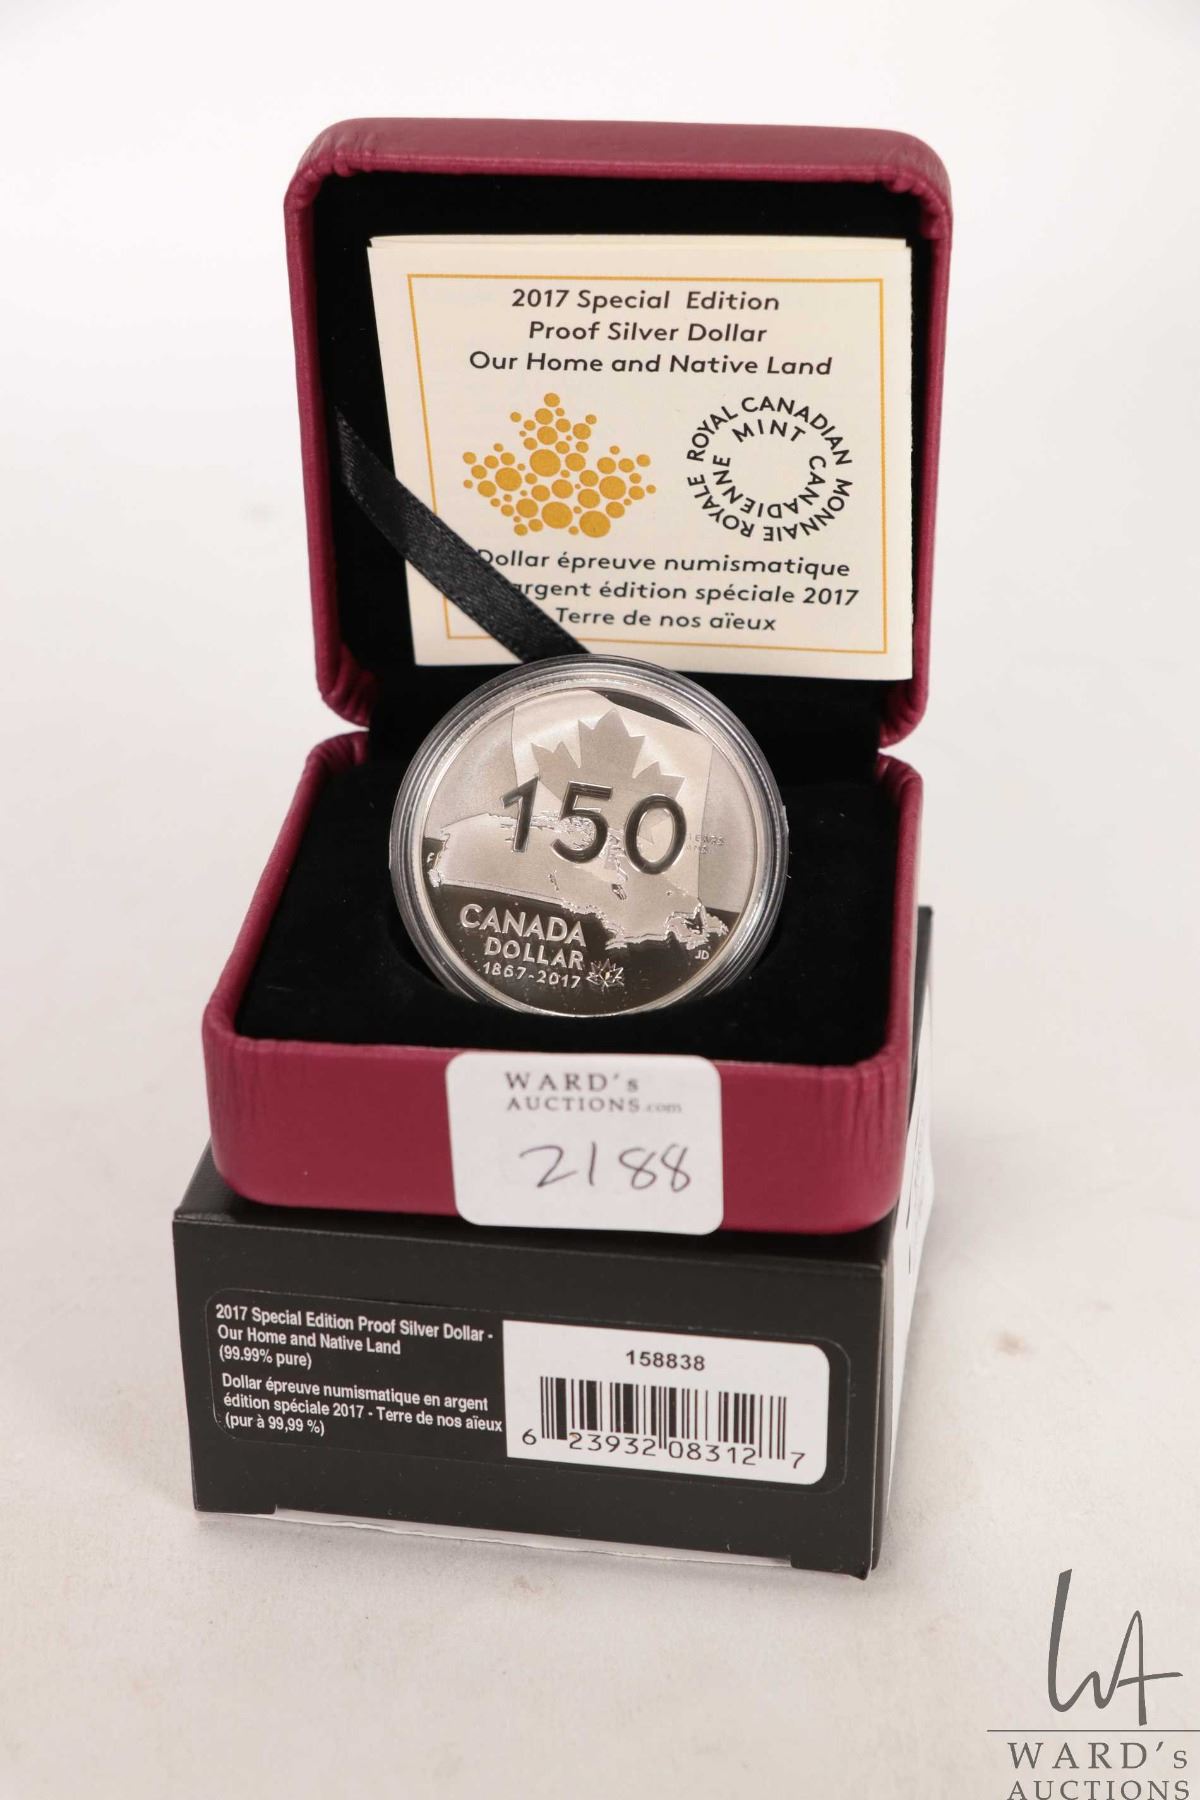 2017 Special Edition
Proof Silver Dollar
Our Home and Native Land
ROYAL CANADIAN MINT
MONNAIE ROYALE CANADIENNE
Dollar épreuve numismatique
argent édition spéciale 2017
Terre de nos aïeux
150
CANADA
DOLLAR
1867-2017
JD
WARD's
AUCTIONS.com
2188
2017 Special Edition Proof Silver Dollar -
Our Home and Native Land
(99.99% pure)
Dollar épreuve numismatique en argent
édition spéciale 2017 - Terre de nos aïeux
(pur à 99,99 %)
158838
6 23932 08312 7
WARD's
AUCTIONS